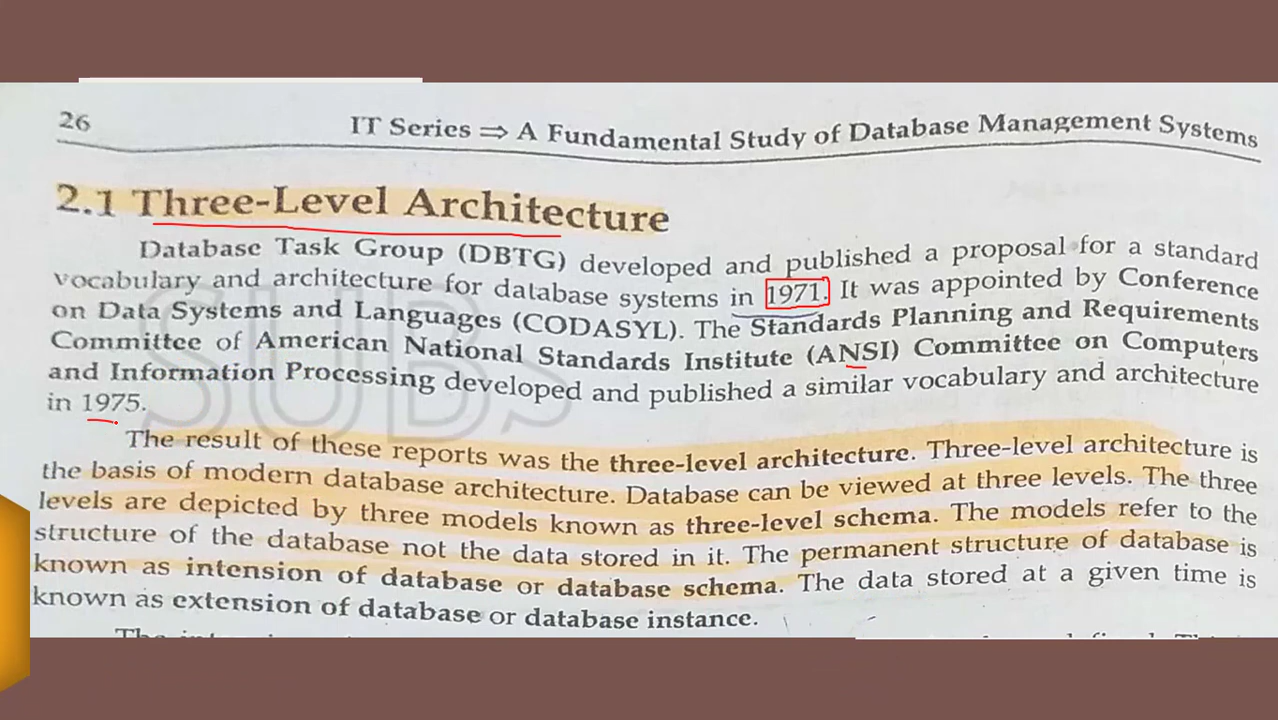 26
IT Series ⇒ A Fundamental Study of Database Management Systems
2.1 Three-Level Architecture
Database Task Group (DBTG) developed and published a proposal for a standard
vocabulary and architecture for database systems in 1971. It was appointed by Conference
on Data Systems and Languages (CODASYL). The Standards Planning and Requirements
Committee of American National Standards Institute (ANSI) Committee on Computers
and Information Processing developed and published a similar vocabulary and architecture
in 1975.
SUBs
The result of these reports was the three-level architecture. Three-level architecture is
the basis of modern database architecture. Database can be viewed at three levels. The three
levels are depicted by three models known as three-level schema. The models refer to the
structure of the database not the data stored in it. The permanent structure of database is
known as intension of database or database schema. The data stored at a given time is
known as extension of database or database instance.